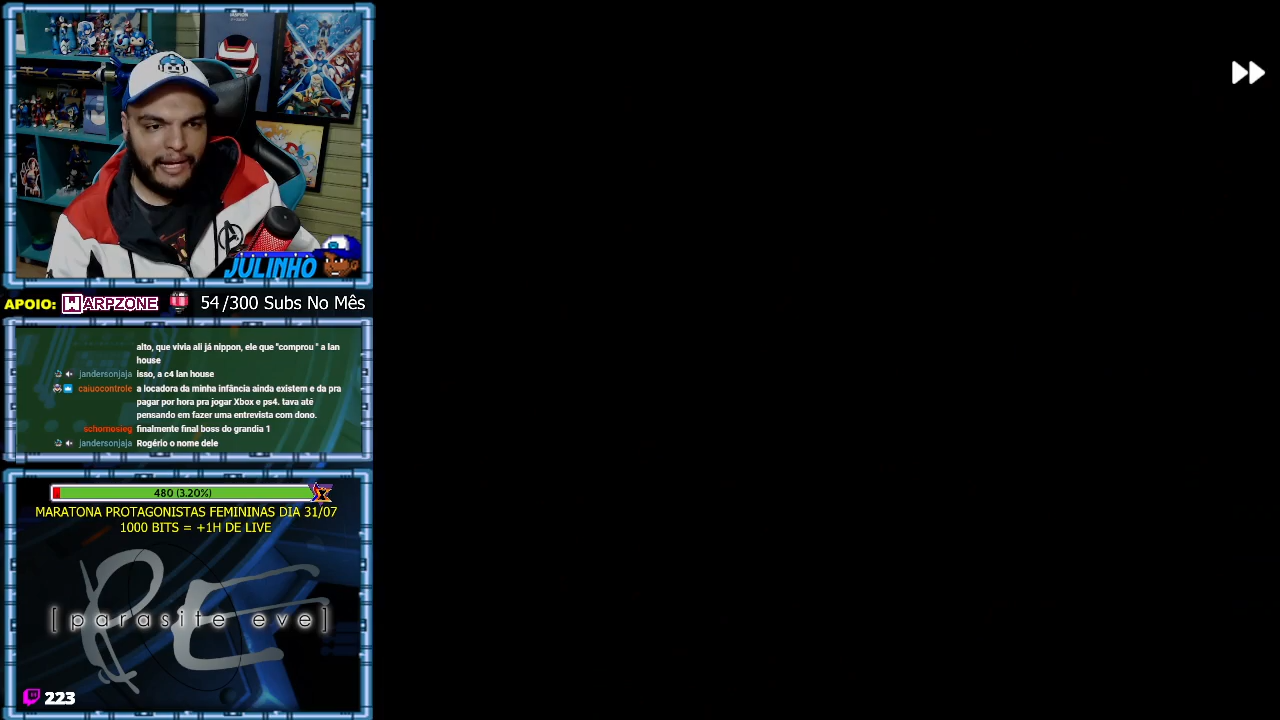 JULINHO
APOIO: WARPZONE 54/300 Subs No Mês
alto, que vivia ali já nippon, ele que "comprou " a lan
house
jandersonjaja isso, a c4 lan house
caiuocontrole a locadora da minha infância ainda existem e da pra
pagar por hora pra jogar Xbox e ps4. tava até
pensando em fazer uma entrevista com dono.
schornosieg finalmente final boss do grandia 1
jandersonjaja Rogério o nome dele
480 (3.20%)
MARATONA PROTAGONISTAS FEMININAS DIA 31/07
1000 BITS = +1H DE LIVE
[parasite eve]
223